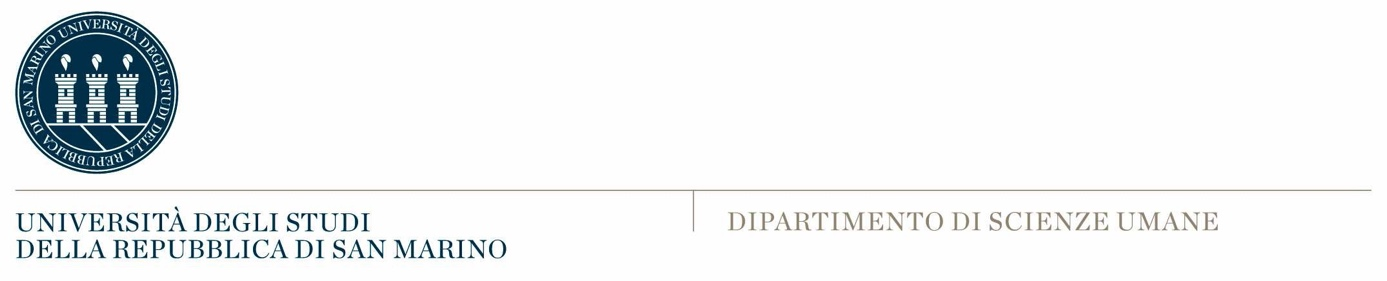 UNIVERSITÀ DEGLI STUDI DELLA REPUBBLICA DI SAN MARINO
UNIVERSITÀ DEGLI STUDI
DELLA REPUBBLICA DI SAN MARINO
DIPARTIMENTO DI SCIENZE UMANE